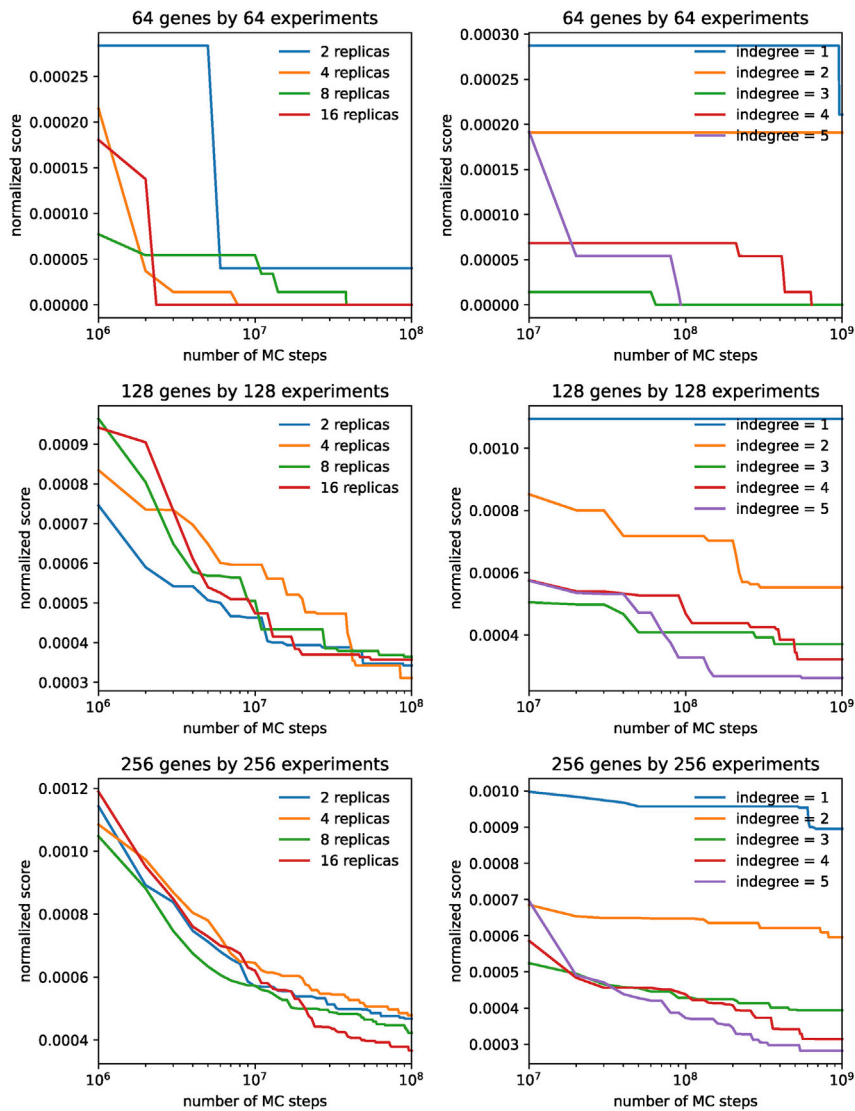 64 genes by 64 experiments
normalized score
0.00025
0.00020
0.00015
0.00010
0.00005
0.00000
2 replicas
4 replicas
8 replicas
16 replicas
10^6
10^7
10^8
number of MC steps
64 genes by 64 experiments
normalized score
0.00030
0.00025
0.00020
0.00015
0.00010
0.00005
0.00000
indegree = 1
indegree = 2
indegree = 3
indegree = 4
indegree = 5
10^7
10^8
10^9
number of MC steps
128 genes by 128 experiments
normalized score
0.0009
0.0008
0.0007
0.0006
0.0005
0.0004
0.0003
2 replicas
4 replicas
8 replicas
16 replicas
10^6
10^7
10^8
number of MC steps
128 genes by 128 experiments
normalized score
0.0010
0.0008
0.0006
0.0004
indegree = 1
indegree = 2
indegree = 3
indegree = 4
indegree = 5
10^7
10^8
10^9
number of MC steps
256 genes by 256 experiments
normalized score
0.0012
0.0010
0.0008
0.0006
0.0004
2 replicas
4 replicas
8 replicas
16 replicas
10^6
10^7
10^8
number of MC steps
256 genes by 256 experiments
normalized score
0.0010
0.0009
0.0008
0.0007
0.0006
0.0005
0.0004
0.0003
indegree = 1
indegree = 2
indegree = 3
indegree = 4
indegree = 5
10^7
10^8
10^9
number of MC steps